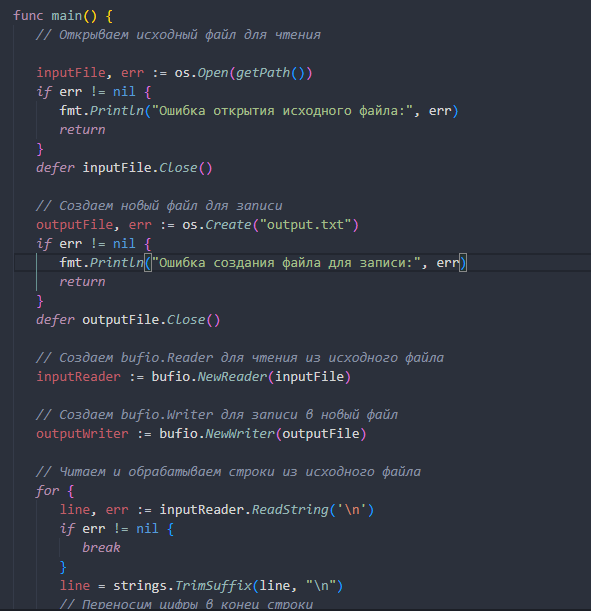 func main() {
// Открываем исходный файл для чтения
inputFile, err := os.Open(getPath())
if err != nil {
fmt.Println("Ошибка открытия исходного файла:", err)
return
}
defer inputFile.Close()
// Создаем новый файл для записи
outputFile, err := os.Create("output.txt")
if err != nil {
fmt.Println("Ошибка создания файла для записи:", err)
return
}
defer outputFile.Close()
// Создаем bufio.Reader для чтения из исходного файла
inputReader := bufio.NewReader(inputFile)
// Создаем bufio.Writer для записи в новый файл
outputWriter := bufio.NewWriter(outputFile)
// Читаем и обрабатываем строки из исходного файла
for {
line, err := inputReader.ReadString('\n')
if err != nil {
break
}
line = strings.TrimSuffix(line, "\n")
// Переносим цифры в конец строки